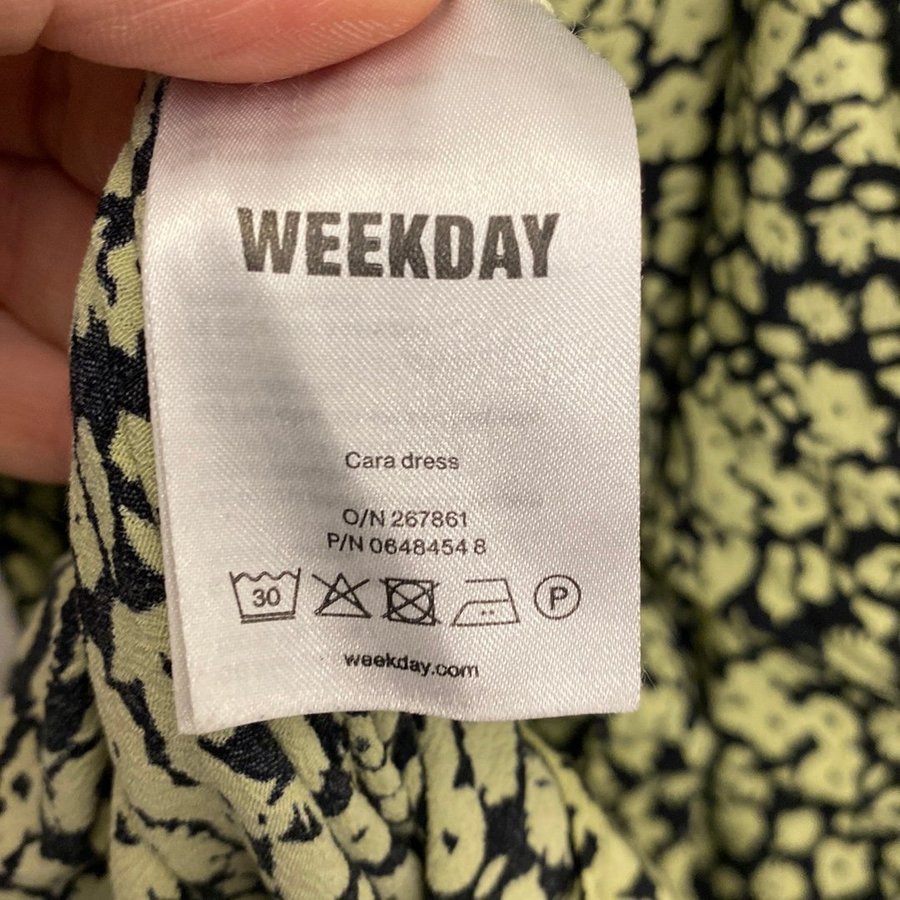 WEEKDAY
Cara dress
O/N 267861
P/N 0648454 8
30
P
weekday.com